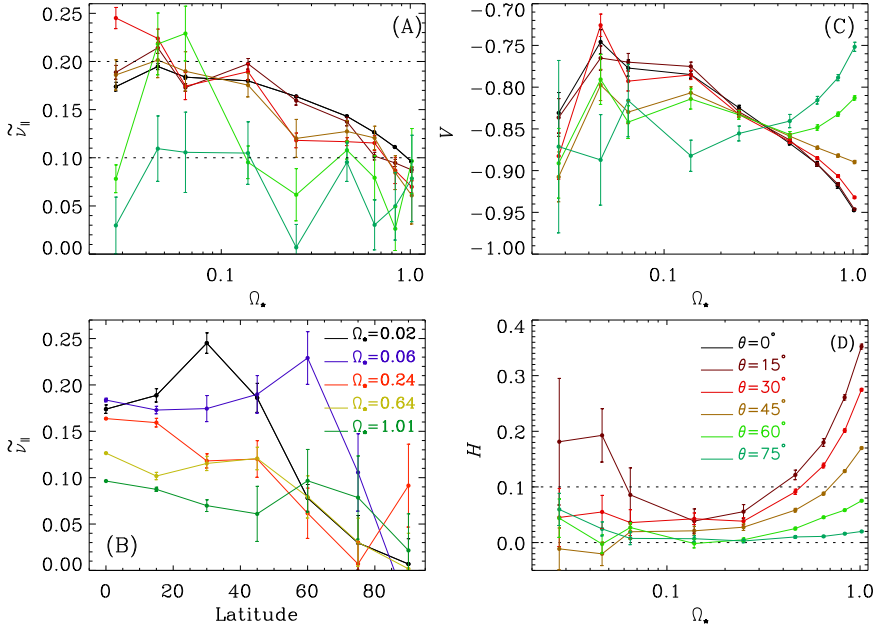 (A)
0.25
0.20
0.15
0.10
0.05
0.00
ν̃∥
0.1
1.0
Ω⋆
(C)
−0.70
−0.75
−0.80
−0.85
−0.90
−0.95
−1.00
V
0.1
1.0
Ω⋆
(B)
0.25
0.20
0.15
0.10
0.05
0.00
ν̃∥
Ω⋆=0.02
Ω⋆=0.06
Ω⋆=0.24
Ω⋆=0.64
Ω⋆=1.01
0
20
40
60
80
Latitude
(D)
0.4
0.3
0.2
0.1
0.0
H
θ=0°
θ=15°
θ=30°
θ=45°
θ=60°
θ=75°
0.1
1.0
Ω⋆